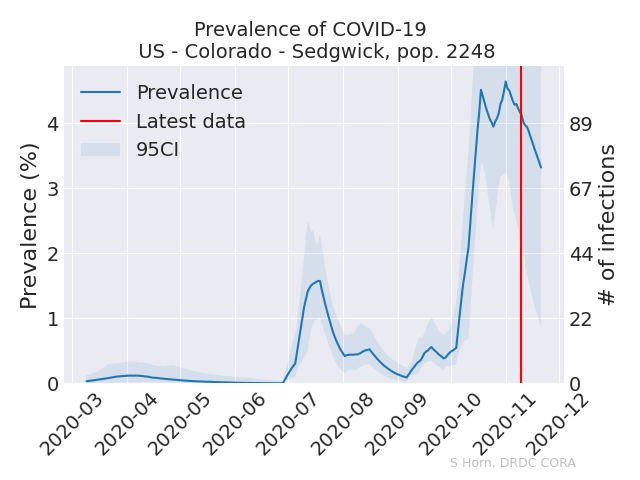 Prevalence of COVID-19
US - Colorado - Sedgwick, pop. 2248
Prevalence
Latest data
95CI
Prevalence (%)
4
3
2
1
0
# of infections
89
67
44
22
0
2020-03
2020-04
2020-05
2020-06
2020-07
2020-08
2020-09
2020-10
2020-11
2020-12
S Horn, DRDC CORA